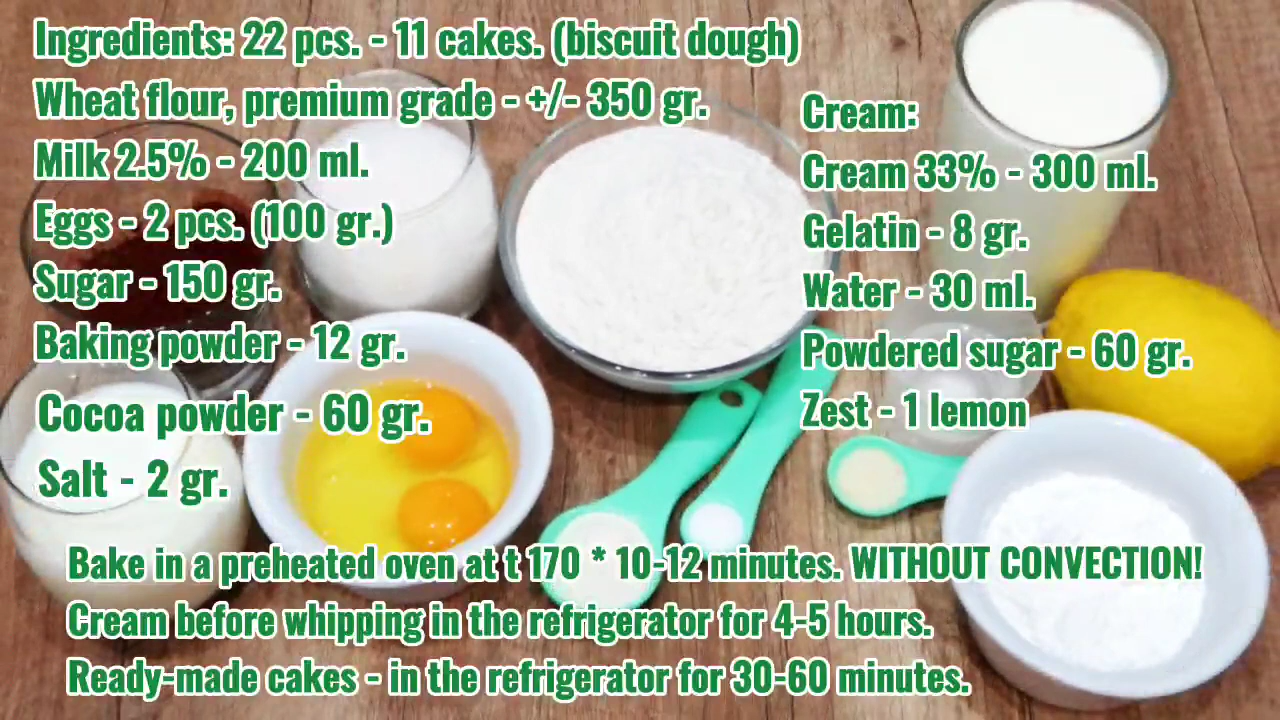 Ingredients: 22 pcs. - 11 cakes. (biscuit dough)
Wheat flour, premium grade - +/- 350 gr.
Milk 2.5% - 200 ml.
Eggs - 2 pcs. (100 gr.)
Sugar - 150 gr.
Baking powder - 12 gr.
Cocoa powder - 60 gr.
Salt - 2 gr.
Cream:
Cream 33% - 300 ml.
Gelatin - 8 gr.
Water - 30 ml.
Powdered sugar - 60 gr.
Zest - 1 lemon
Bake in a preheated oven at t 170 * 10-12 minutes. WITHOUT CONVECTION!
Cream before whipping in the refrigerator for 4-5 hours.
Ready-made cakes - in the refrigerator for 30-60 minutes.